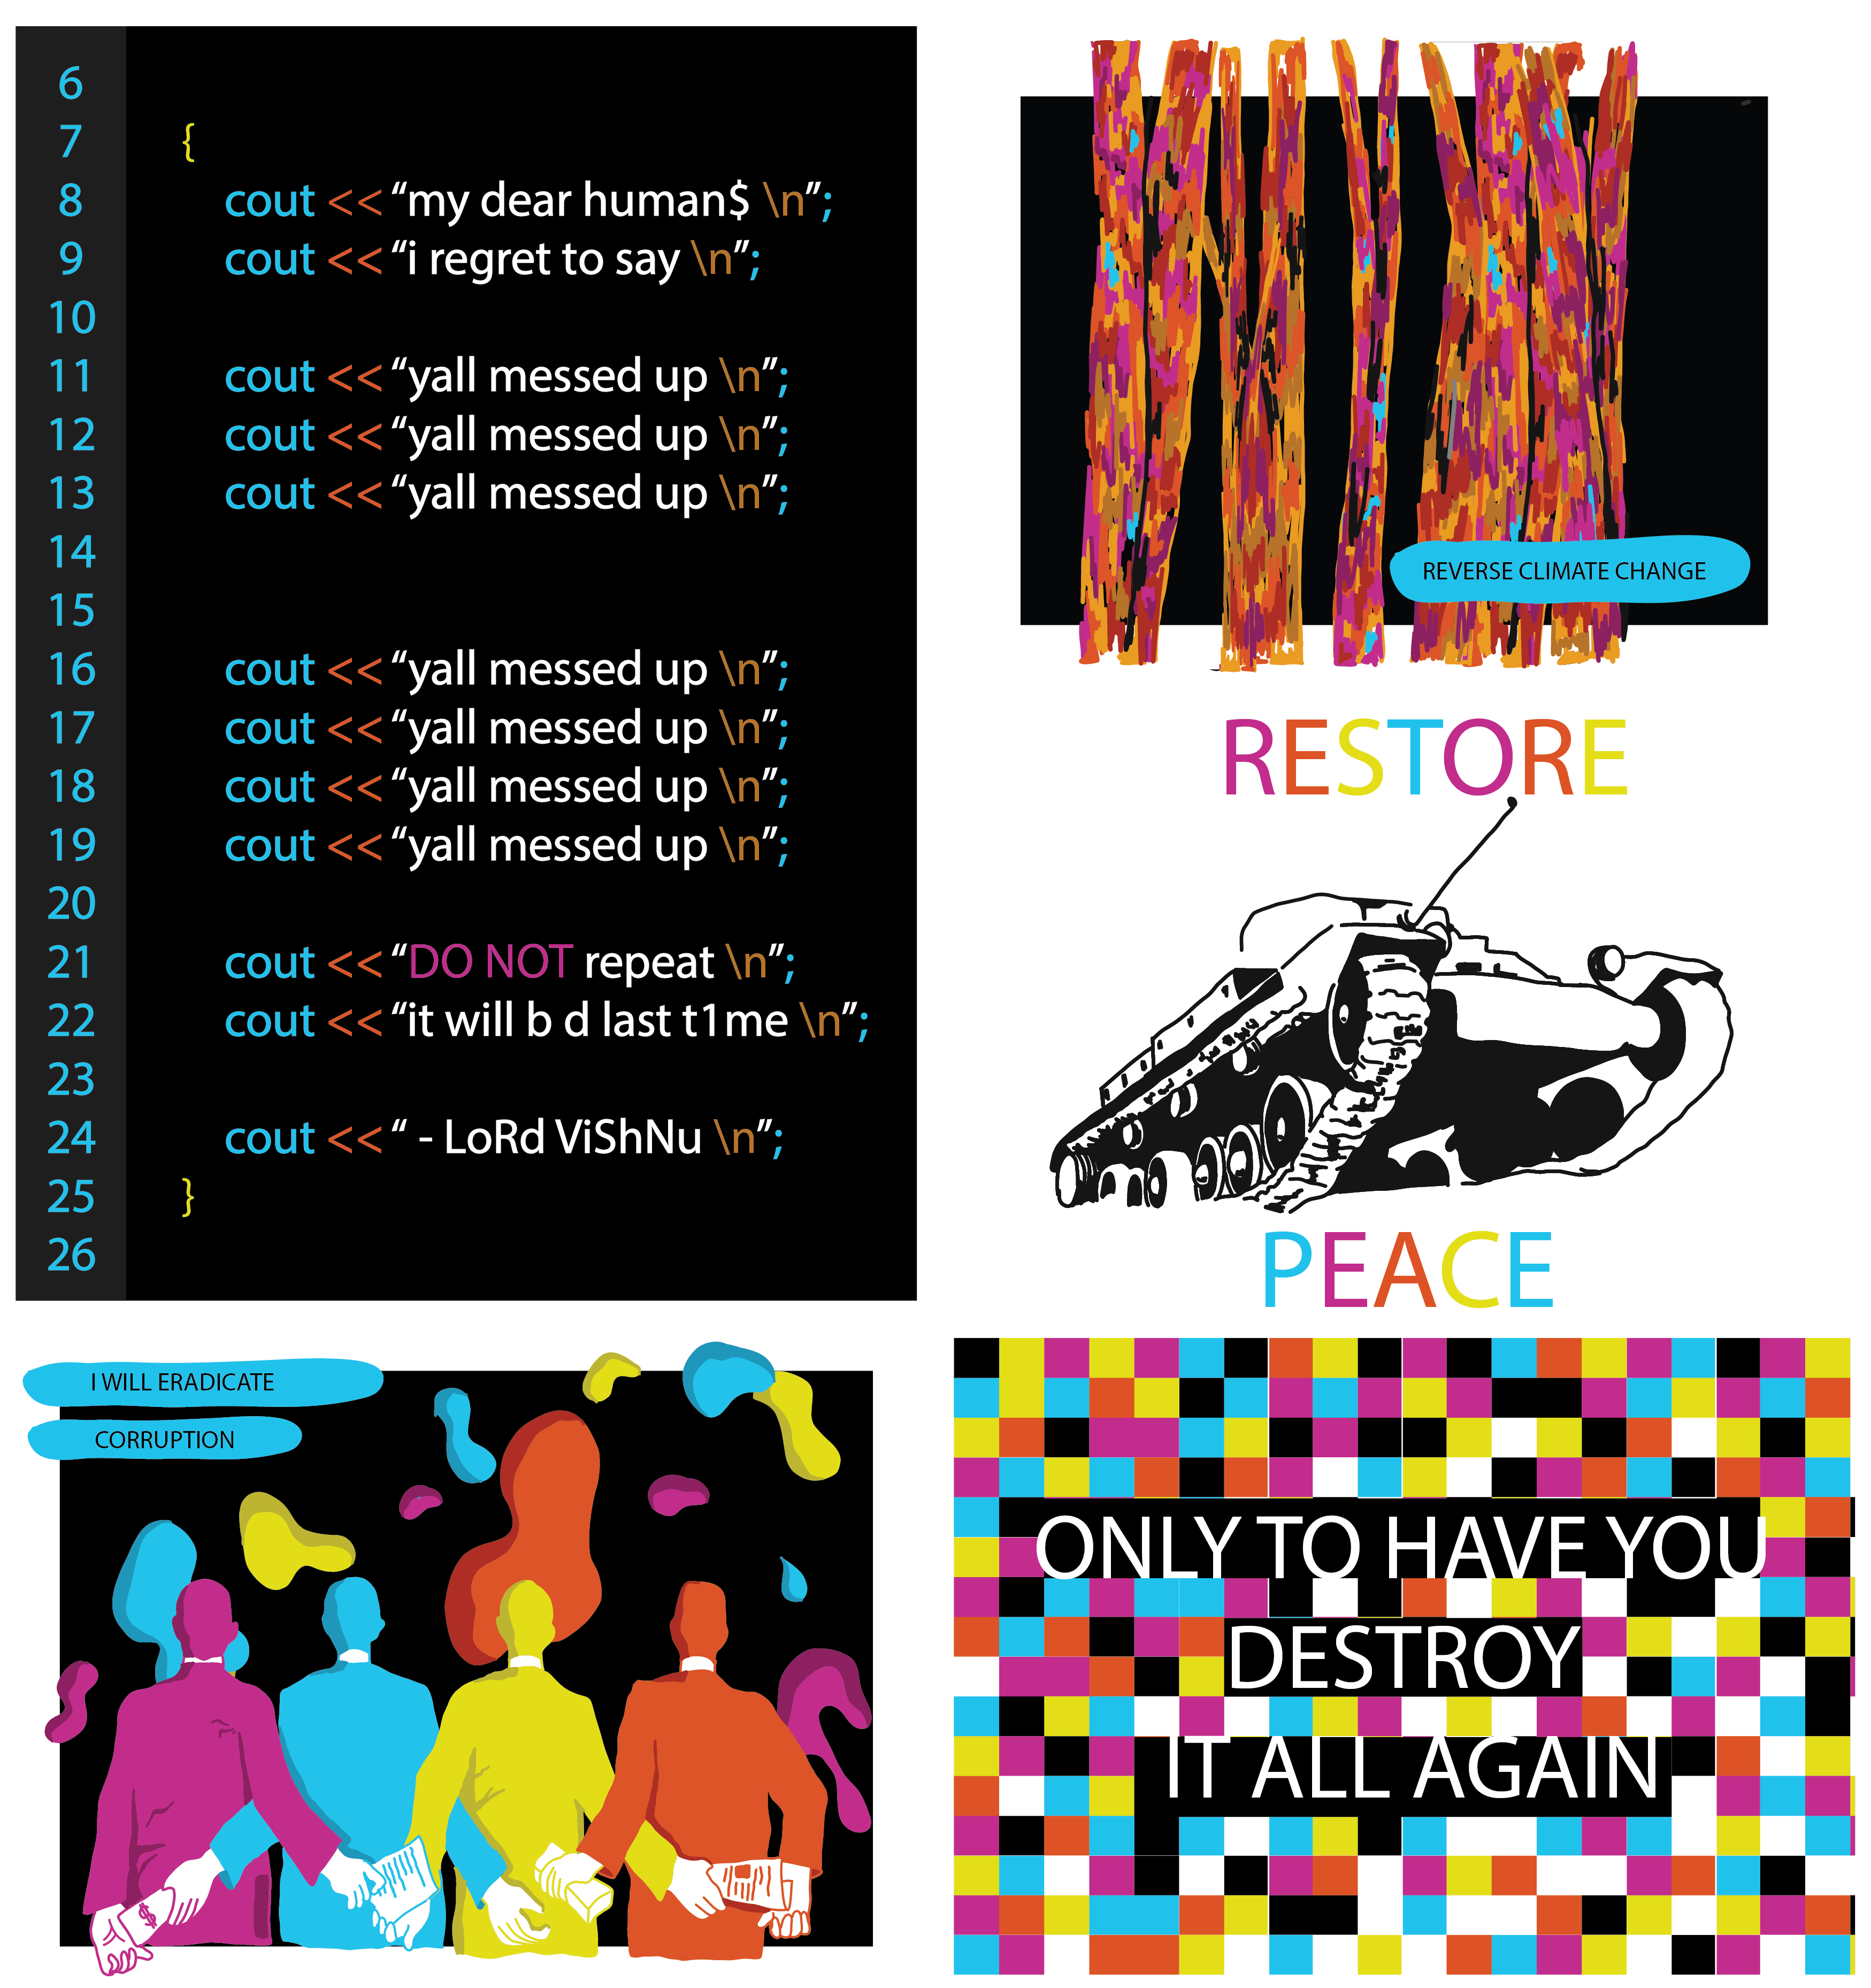 6
7 {
8 cout << “my dear human$ \n”;
9 cout << “i regret to say \n”;
10
11 cout << “yall messed up \n”;
12 cout << “yall messed up \n”;
13 cout << “yall messed up \n”;
14
15
16 cout << “yall messed up \n”;
17 cout << “yall messed up \n”;
18 cout << “yall messed up \n”;
19 cout << “yall messed up \n”;
20
21 cout << “DO NOT repeat \n”;
22 cout << “it will b d last t1me \n”;
23
24 cout << “ - LoRd ViShNu \n”;
25 }
26
REVERSE CLIMATE CHANGE
RESTORE
PEACE
I WILL ERADICATE
CORRUPTION
$
ONLY TO HAVE YOU
DESTROY
IT ALL AGAIN